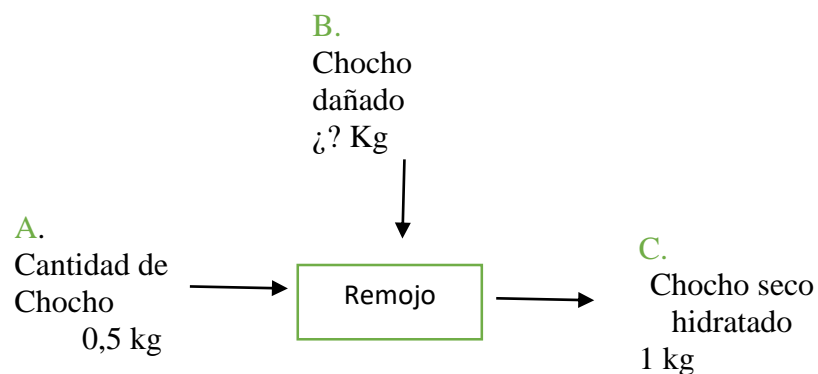 B.
Chocho
dañado
¿? Kg
A.
Cantidad de
Chocho
0,5 kg
Remojo
C.
Chocho seco
hidratado
1 kg